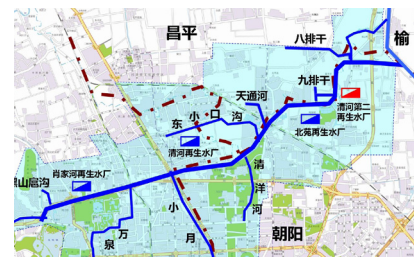 昌平
榆
八排干
九排干
天通河
清河第二
再生水厂
东小口沟
北苑再生水厂
清河再生水厂
肖家河再生水厂
黑山扈沟
清洋河
小月
万泉
朝阳